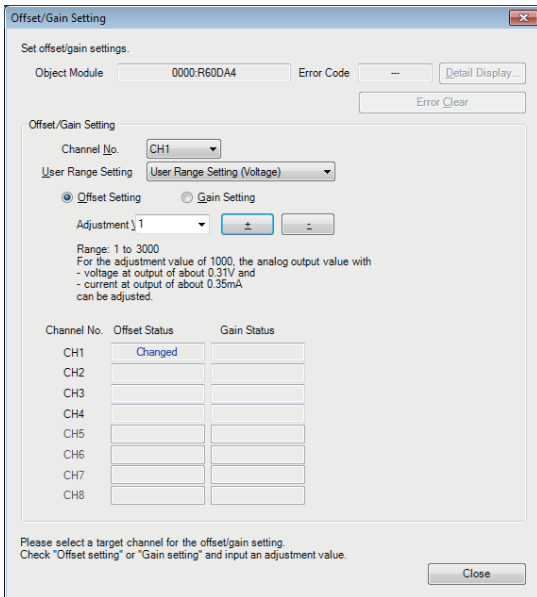 Offset/Gain Setting
Set offset/gain settings.
Object Module 0000:R60DA4 Error Code --- Detail Display...
Error Clear
Offset/Gain Setting
Channel No. CH1
User Range Setting User Range Setting (Voltage)
Offset Setting Gain Setting
Adjustment 1 + -
Range: 1 to 3000
For the adjustment value of 1000, the analog output value with
- voltage at output of about 0.31V and
- current at output of about 0.35mA
can be adjusted.
Channel No. Offset Status Gain Status
CH1 Changed
CH2
CH3
CH4
CH5
CH6
CH7
CH8
Please select a target channel for the offset/gain setting.
Check "Offset setting" or "Gain setting" and input an adjustment value.
Close